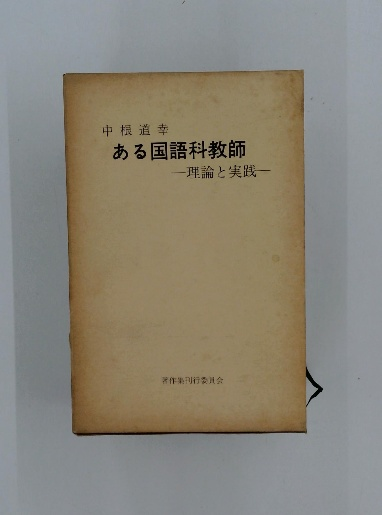 中根道幸
ある国語科教師
―理論と実践―
著作集刊行委員会